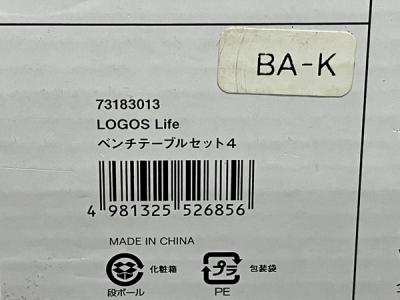 BA-K
73183013
LOGOS Life
ベンチテーブルセット4
4 981325 526856
MADE IN CHINA
化粧箱
段ボール
プラ
包装袋
PE